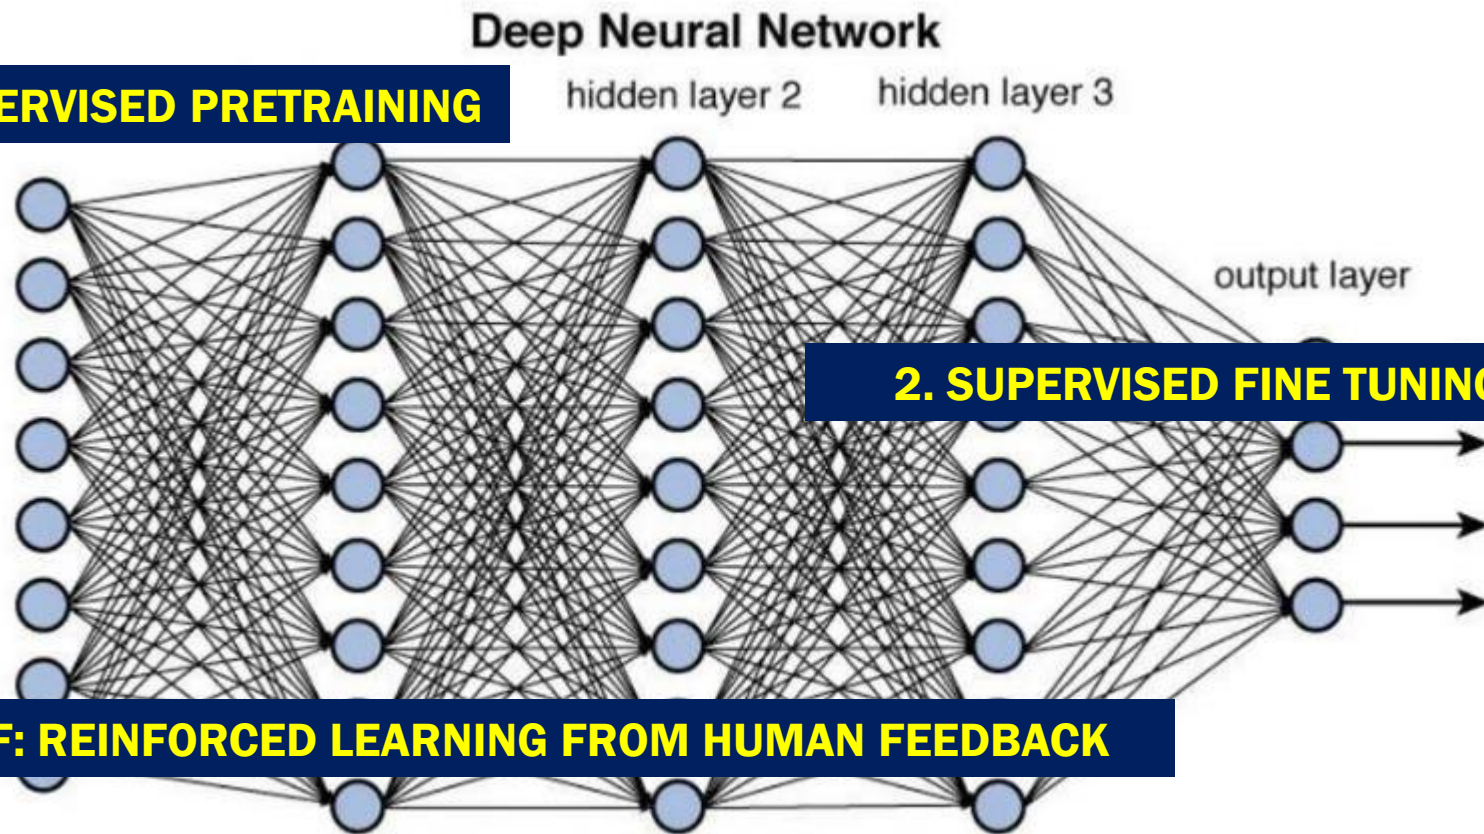 Deep Neural Network
ERVISED PRETRAINING
hidden layer 2
hidden layer 3
output layer
2. SUPERVISED FINE TUNING
F: REINFORCED LEARNING FROM HUMAN FEEDBACK